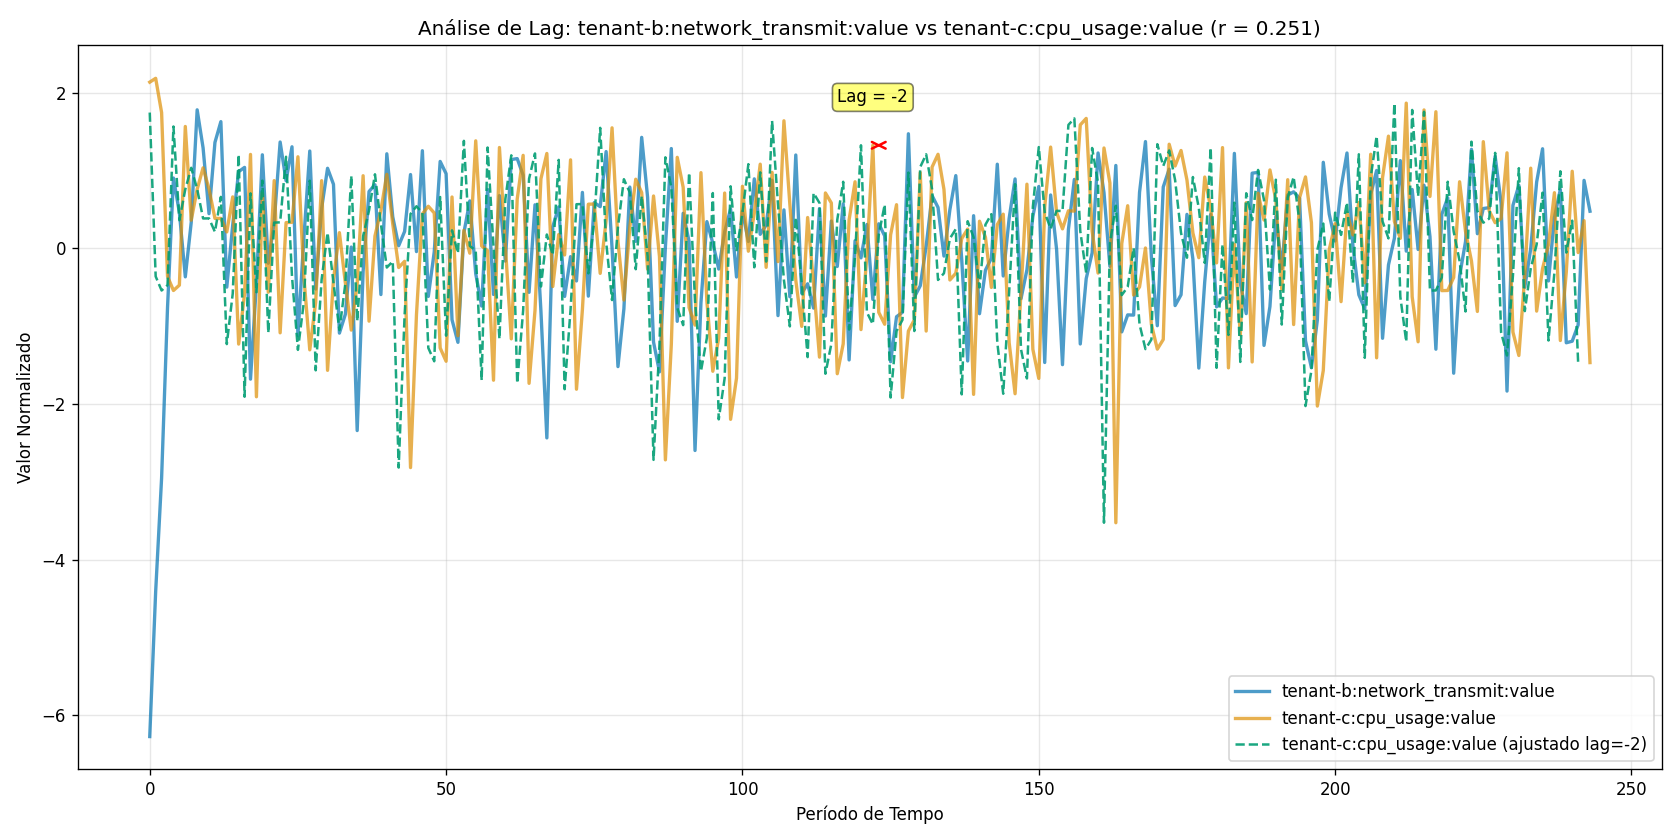 Análise de Lag: tenant-b:network_transmit:value vs tenant-c:cpu_usage:value (r = 0.251)
Lag = -2
2
0
−2
−4
−6
Valor Normalizado
0
50
100
150
200
250
Período de Tempo
tenant-b:network_transmit:value
tenant-c:cpu_usage:value
tenant-c:cpu_usage:value (ajustado lag=-2)